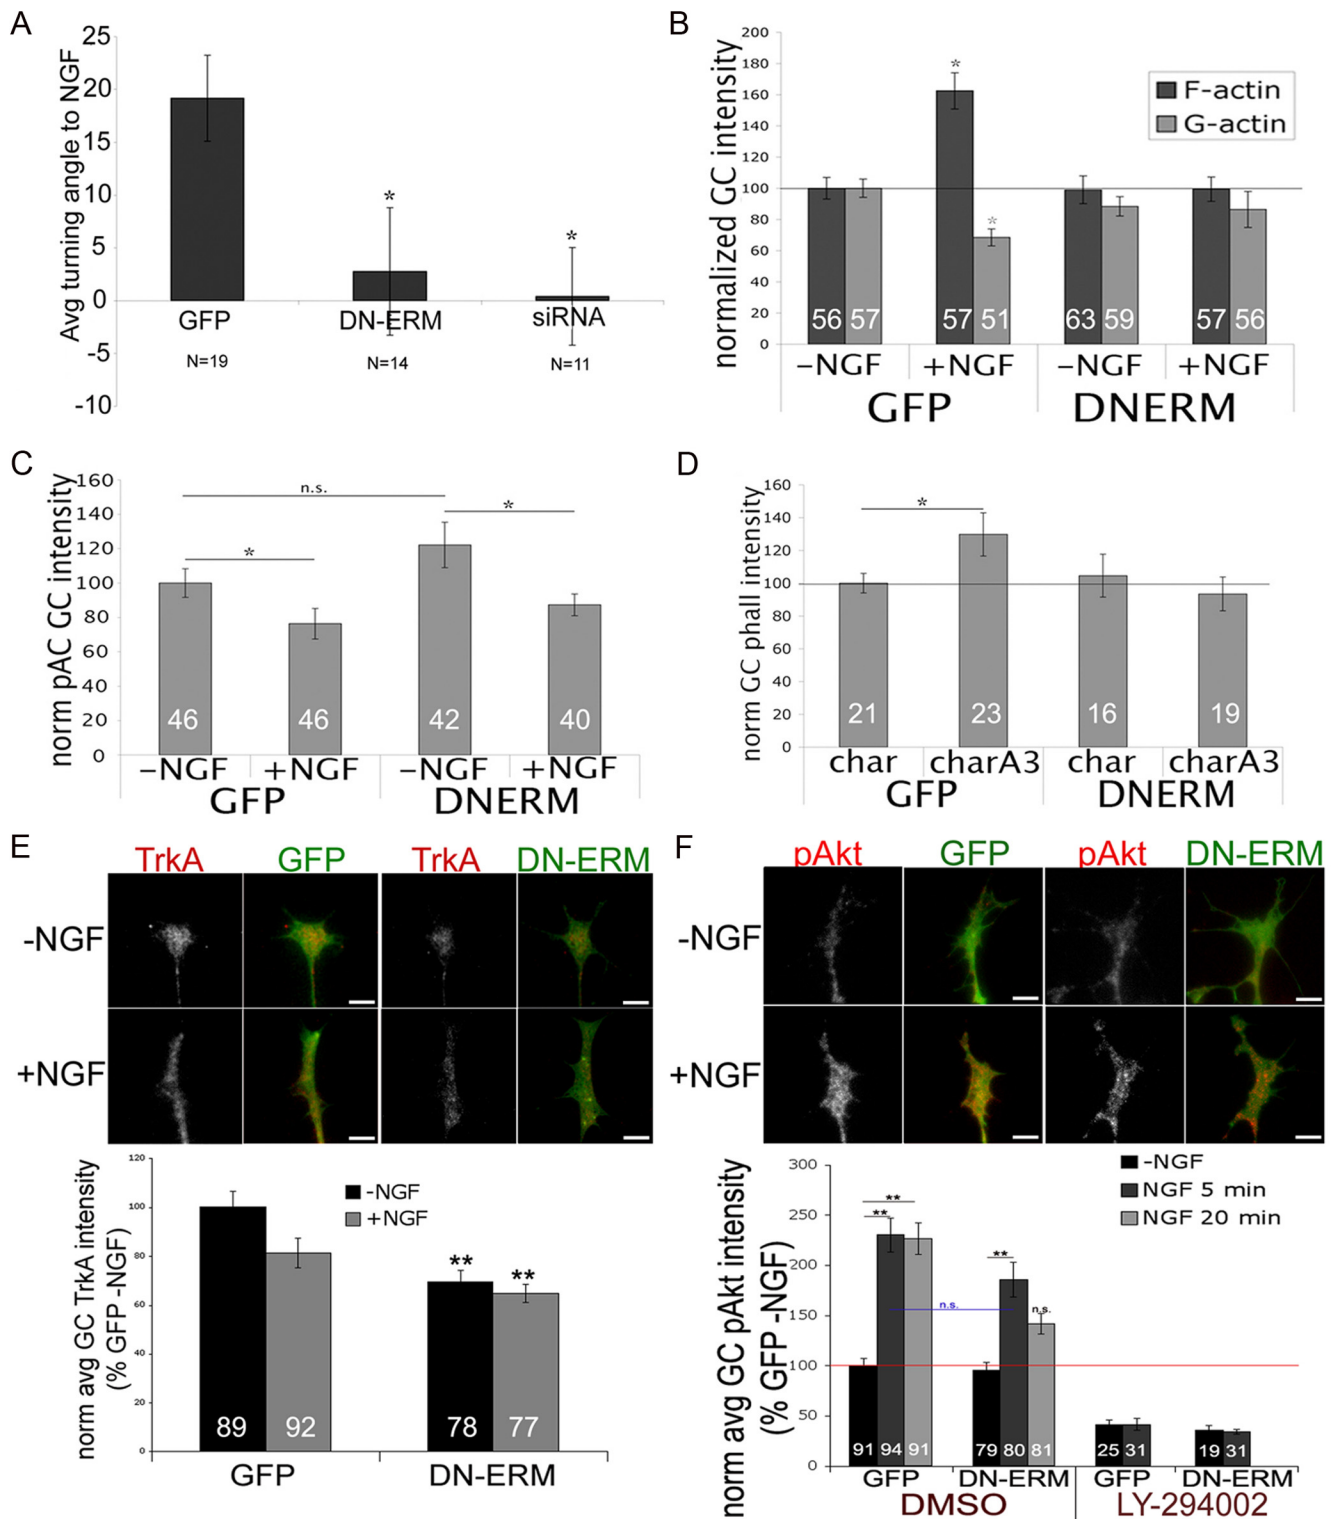 A
Avg turning angle to NGF
25
20
15
10
5
0
-5
-10
*
*
GFP
DN-ERM
siRNA
N=19
N=14
N=11
B
normalized GC intensity
200
180
160
140
120
100
80
60
40
20
0
F-actin
G-actin
*
*
56 57 57 51 63 59 57 56
−NGF +NGF −NGF +NGF
GFP DNERM
C
norm pAC GC intensity
160
140
120
100
80
60
40
20
0
n.s.
*
*
46 46 42 40
−NGF +NGF −NGF +NGF
GFP DNERM
D
norm GC phall intensity
160
140
120
100
80
60
40
20
0
*
21 23 16 19
char charA3 char charA3
GFP DNERM
E
TrkA GFP TrkA DN-ERM
-NGF
+NGF
norm avg GC TrkA intensity
(% GFP -NGF)
120
100
80
60
40
20
0
-NGF
+NGF
** **
89 92 78 77
GFP DN-ERM
F
pAkt GFP pAkt DN-ERM
-NGF
+NGF
norm avg GC pAkt intensity
(% GFP -NGF)
300
250
200
150
100
50
0
-NGF
NGF 5 min
NGF 20 min
**
**
**
n.s.
n.s.
91 94 91 79 80 81 25 31 19 31
GFP DN-ERM GFP DN-ERM
DMSO LY-294002